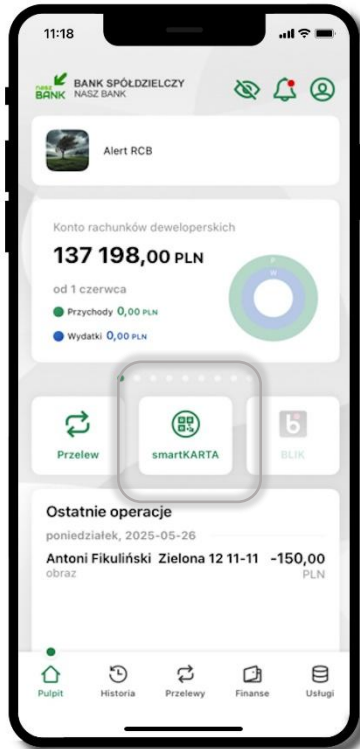 11:18
nasz BANK BANK SPÓŁDZIELCZY
NASZ BANK
Alert RCB
Konto rachunków deweloperskich
137 198,00 PLN
od 1 czerwca
Przychody 0,00 PLN
Wydatki 0,00 PLN
P
W
Przelew smartKARTA BLIK
Ostatnie operacje
poniedziałek, 2025-05-26
Antoni Fikuliński Zielona 12 11-11 -150,00
obraz PLN
Pulpit Historia Przelewy Finanse Usługi